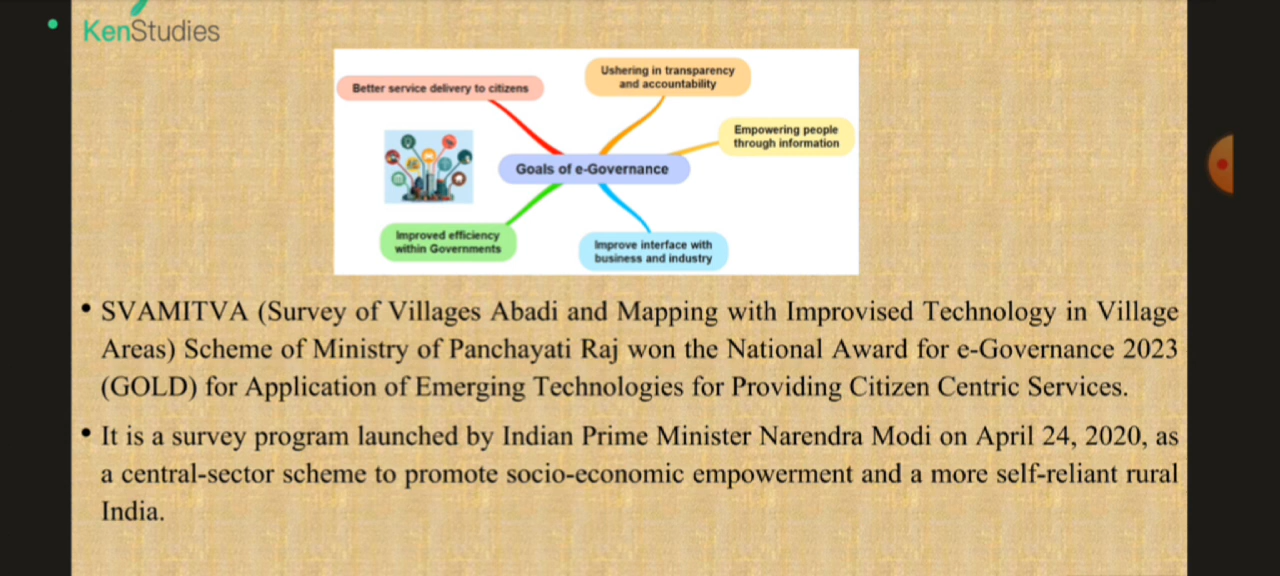 KenStudies
Better service delivery to citizens
Ushering in transparency
and accountability
Empowering people
through information
Goals of e-Governance
Improved efficiency
within Governments
Improve interface with
business and industry
• SVAMITVA (Survey of Villages Abadi and Mapping with Improvised Technology in Village
Areas) Scheme of Ministry of Panchayati Raj won the National Award for e-Governance 2023
(GOLD) for Application of Emerging Technologies for Providing Citizen Centric Services.
• It is a survey program launched by Indian Prime Minister Narendra Modi on April 24, 2020, as
a central-sector scheme to promote socio-economic empowerment and a more self-reliant rural
India.